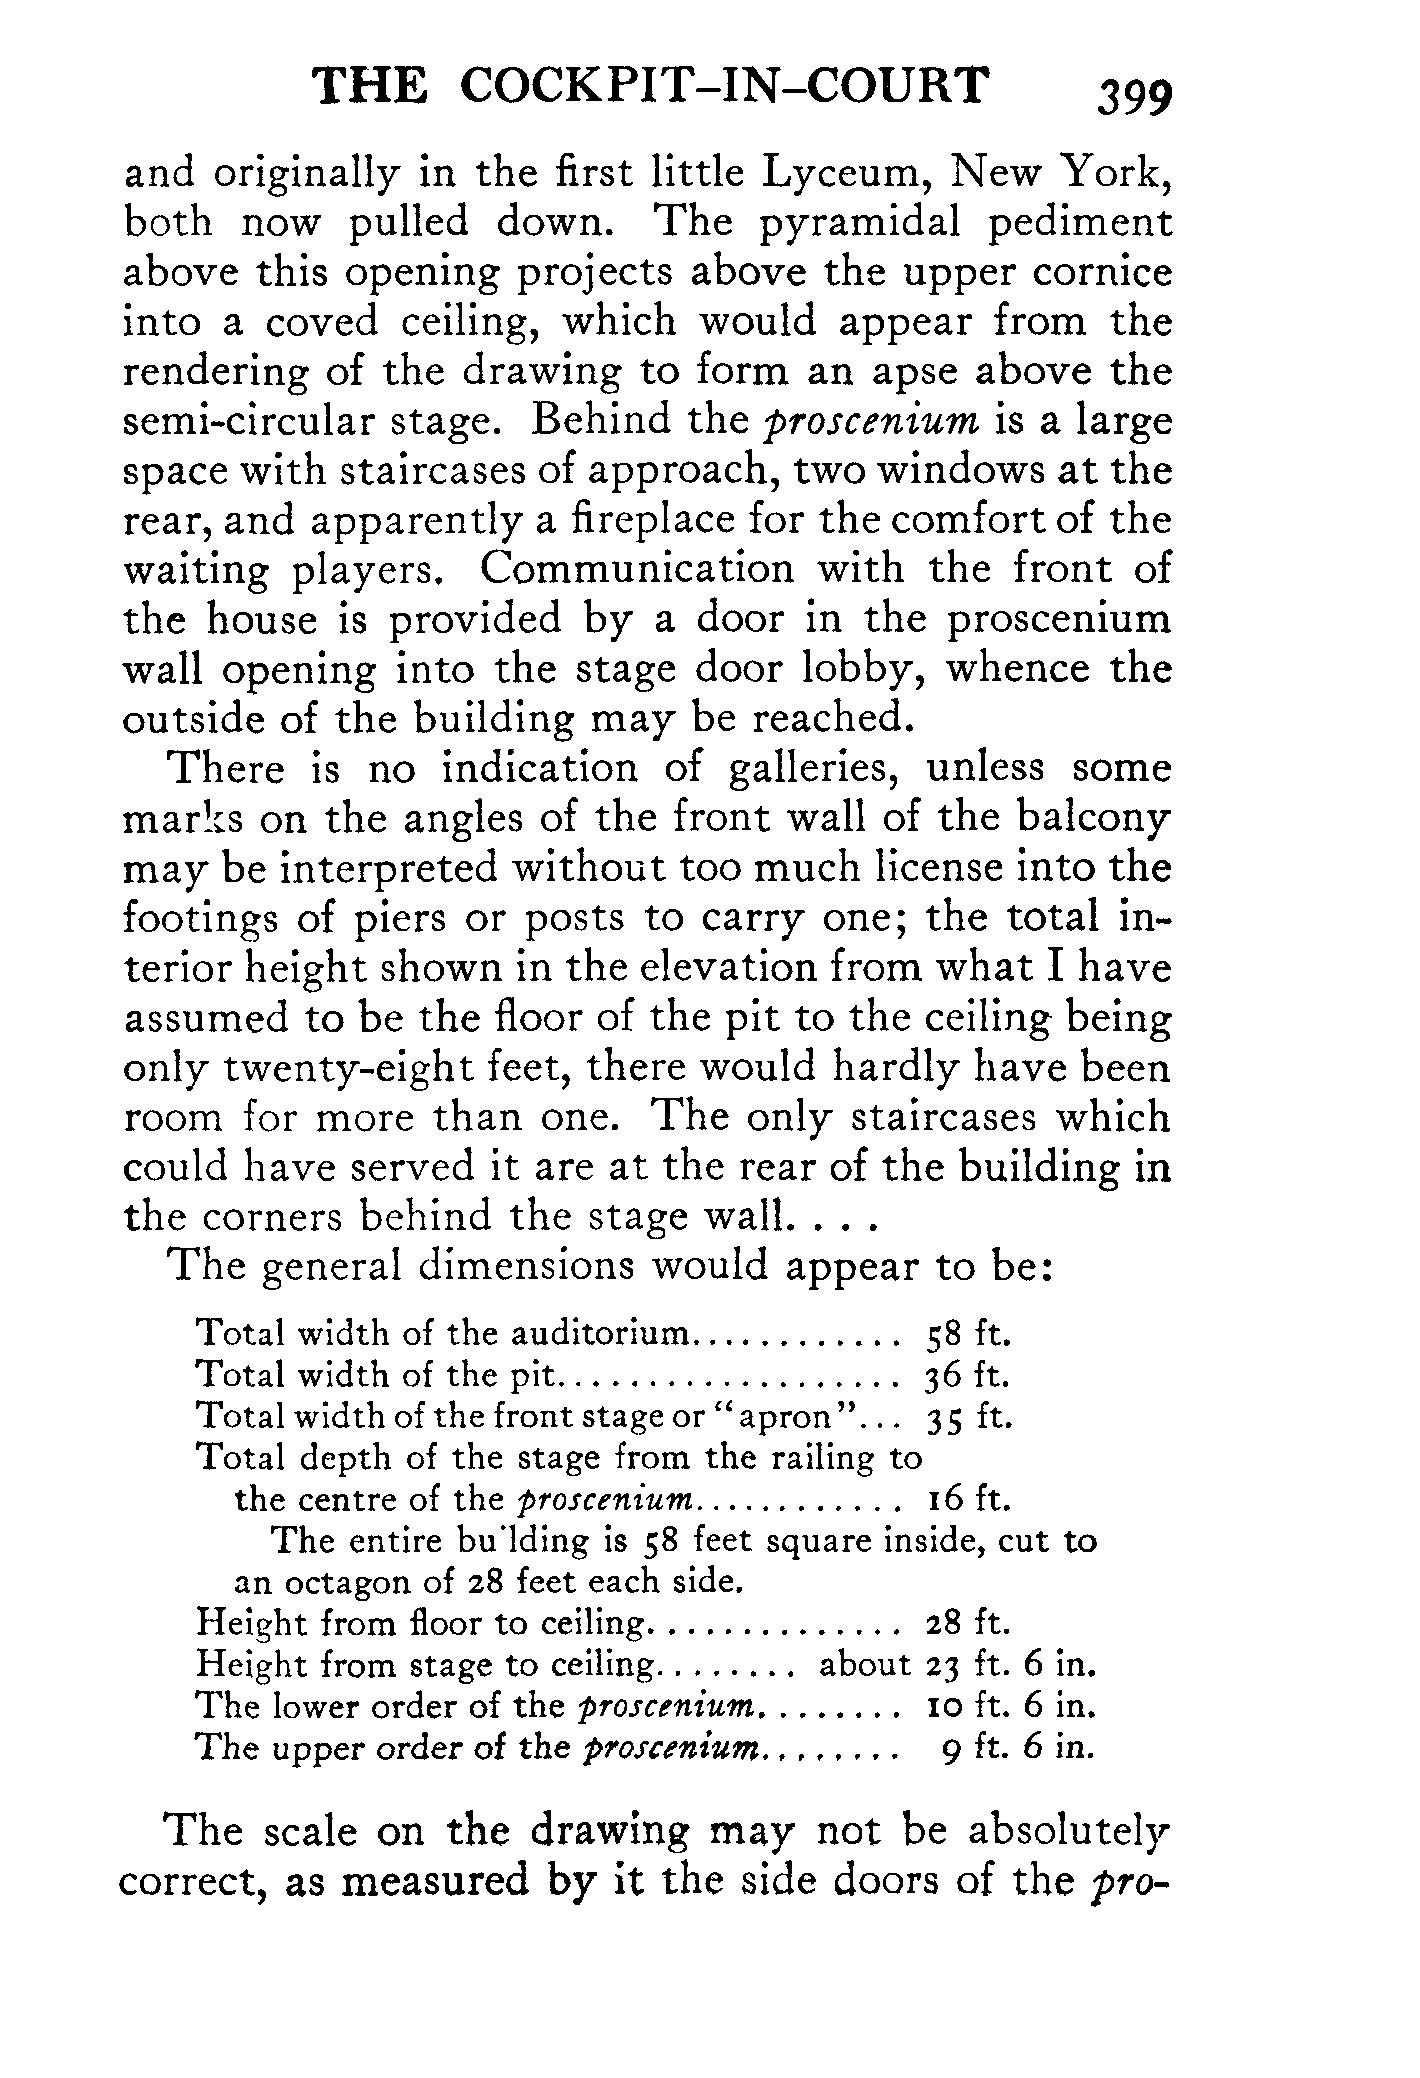 THE COCKPIT-IN-COURT 399
and originally in the first little Lyceum, New York,
both now pulled down. The pyramidal pediment
above this opening projects above the upper cornice
into a coved ceiling, which would appear from the
rendering of the drawing to form an apse above the
semi-circular stage. Behind the proscenium is a large
space with staircases of approach, two windows at the
rear, and apparently a fireplace for the comfort of the
waiting players. Communication with the front of
the house is provided by a door in the proscenium
wall opening into the stage door lobby, whence the
outside of the building may be reached.
There is no indication of galleries, unless some
marks on the angles of the front wall of the balcony
may be interpreted without too much license into the
footings of piers or posts to carry one; the total in-
terior height shown in the elevation from what I have
assumed to be the floor of the pit to the ceiling being
only twenty-eight feet, there would hardly have been
room for more than one. The only staircases which
could have served it are at the rear of the building in
the corners behind the stage wall. . . .
The general dimensions would appear to be:
Total width of the auditorium............. 58 ft.
Total width of the pit................... 36 ft.
Total width of the front stage or "apron"... 35 ft.
Total depth of the stage from the railing to
the centre of the proscenium............. 16 ft.
The entire building is 58 feet square inside, cut to
an octagon of 28 feet each side.
Height from floor to ceiling.............. 28 ft.
Height from stage to ceiling........ about 23 ft. 6 in.
The lower order of the proscenium........ 10 ft. 6 in.
The upper order of the proscenium........ 9 ft. 6 in.
The scale on the drawing may not be absolutely
correct, as measured by it the side doors of the pro-